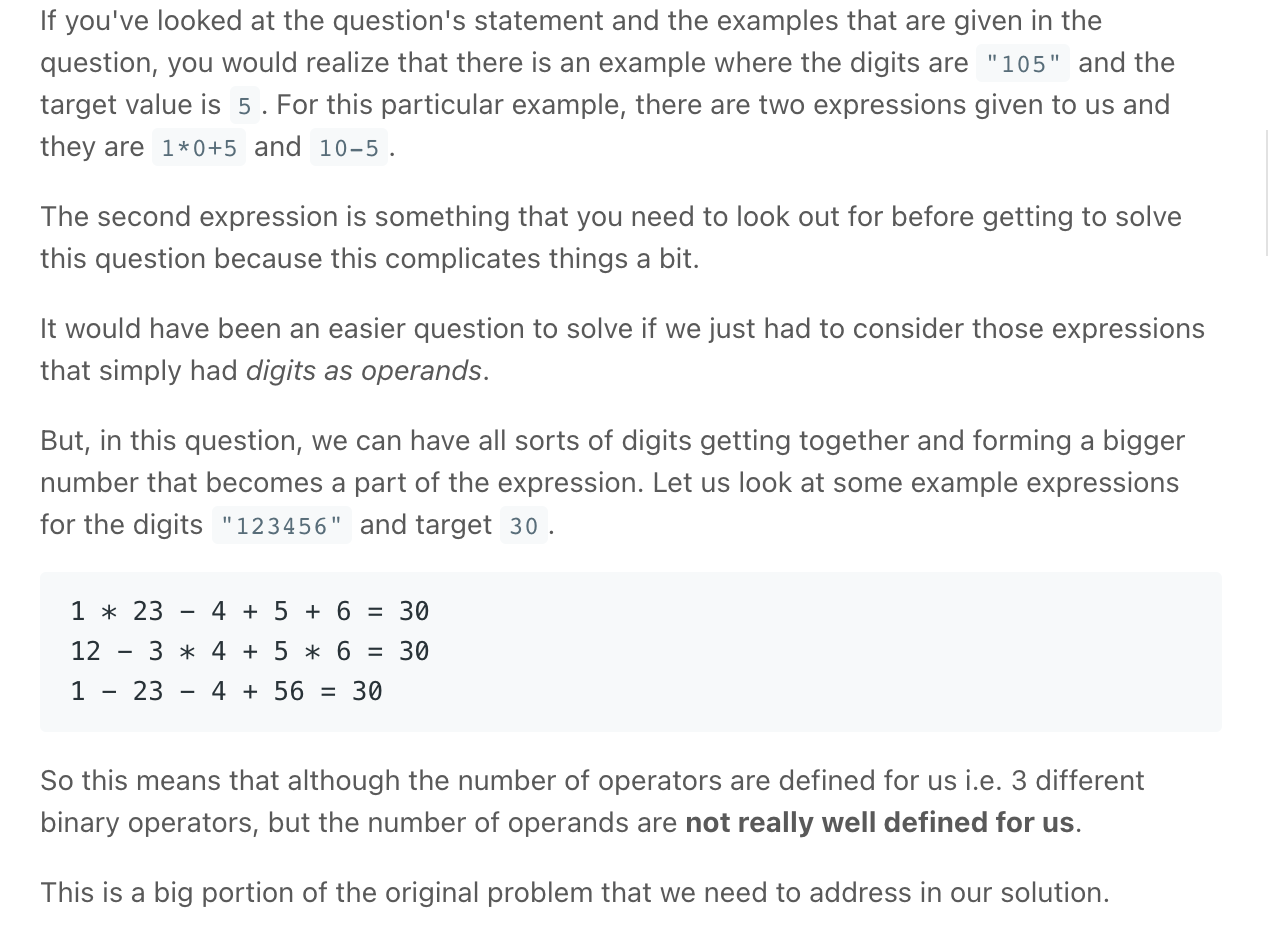 If you've looked at the question's statement and the examples that are given in the
question, you would realize that there is an example where the digits are "105" and the
target value is 5 . For this particular example, there are two expressions given to us and
they are 1*0+5 and 10-5 .
The second expression is something that you need to look out for before getting to solve
this question because this complicates things a bit.
It would have been an easier question to solve if we just had to consider those expressions
that simply had digits as operands.
But, in this question, we can have all sorts of digits getting together and forming a bigger
number that becomes a part of the expression. Let us look at some example expressions
for the digits "123456" and target 30 .
1 * 23 - 4 + 5 + 6 = 30
12 - 3 * 4 + 5 * 6 = 30
1 - 23 - 4 + 56 = 30
So this means that although the number of operators are defined for us i.e. 3 different
binary operators, but the number of operands are not really well defined for us.
This is a big portion of the original problem that we need to address in our solution.